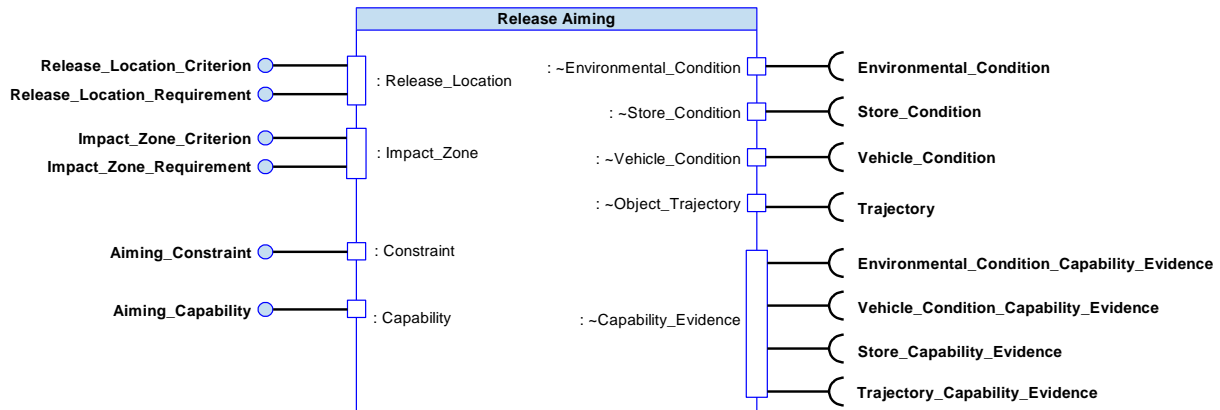 Release Aiming
Release_Location_Criterion
Release_Location_Requirement
: Release_Location
Impact_Zone_Criterion
Impact_Zone_Requirement
: Impact_Zone
Aiming_Constraint
: Constraint
Aiming_Capability
: Capability
: ~Environmental_Condition
Environmental_Condition
: ~Store_Condition
Store_Condition
: ~Vehicle_Condition
Vehicle_Condition
: ~Object_Trajectory
Trajectory
: ~Capability_Evidence
Environmental_Condition_Capability_Evidence
Vehicle_Condition_Capability_Evidence
Store_Capability_Evidence
Trajectory_Capability_Evidence